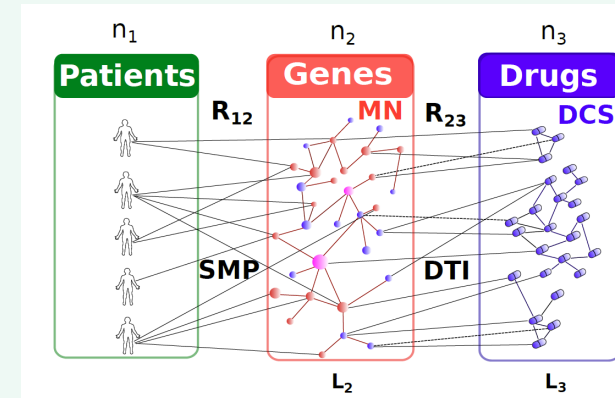 n1 n2 n3
Patients Genes Drugs
R12 MN R23 DCS
SMP DTI
L2 L3